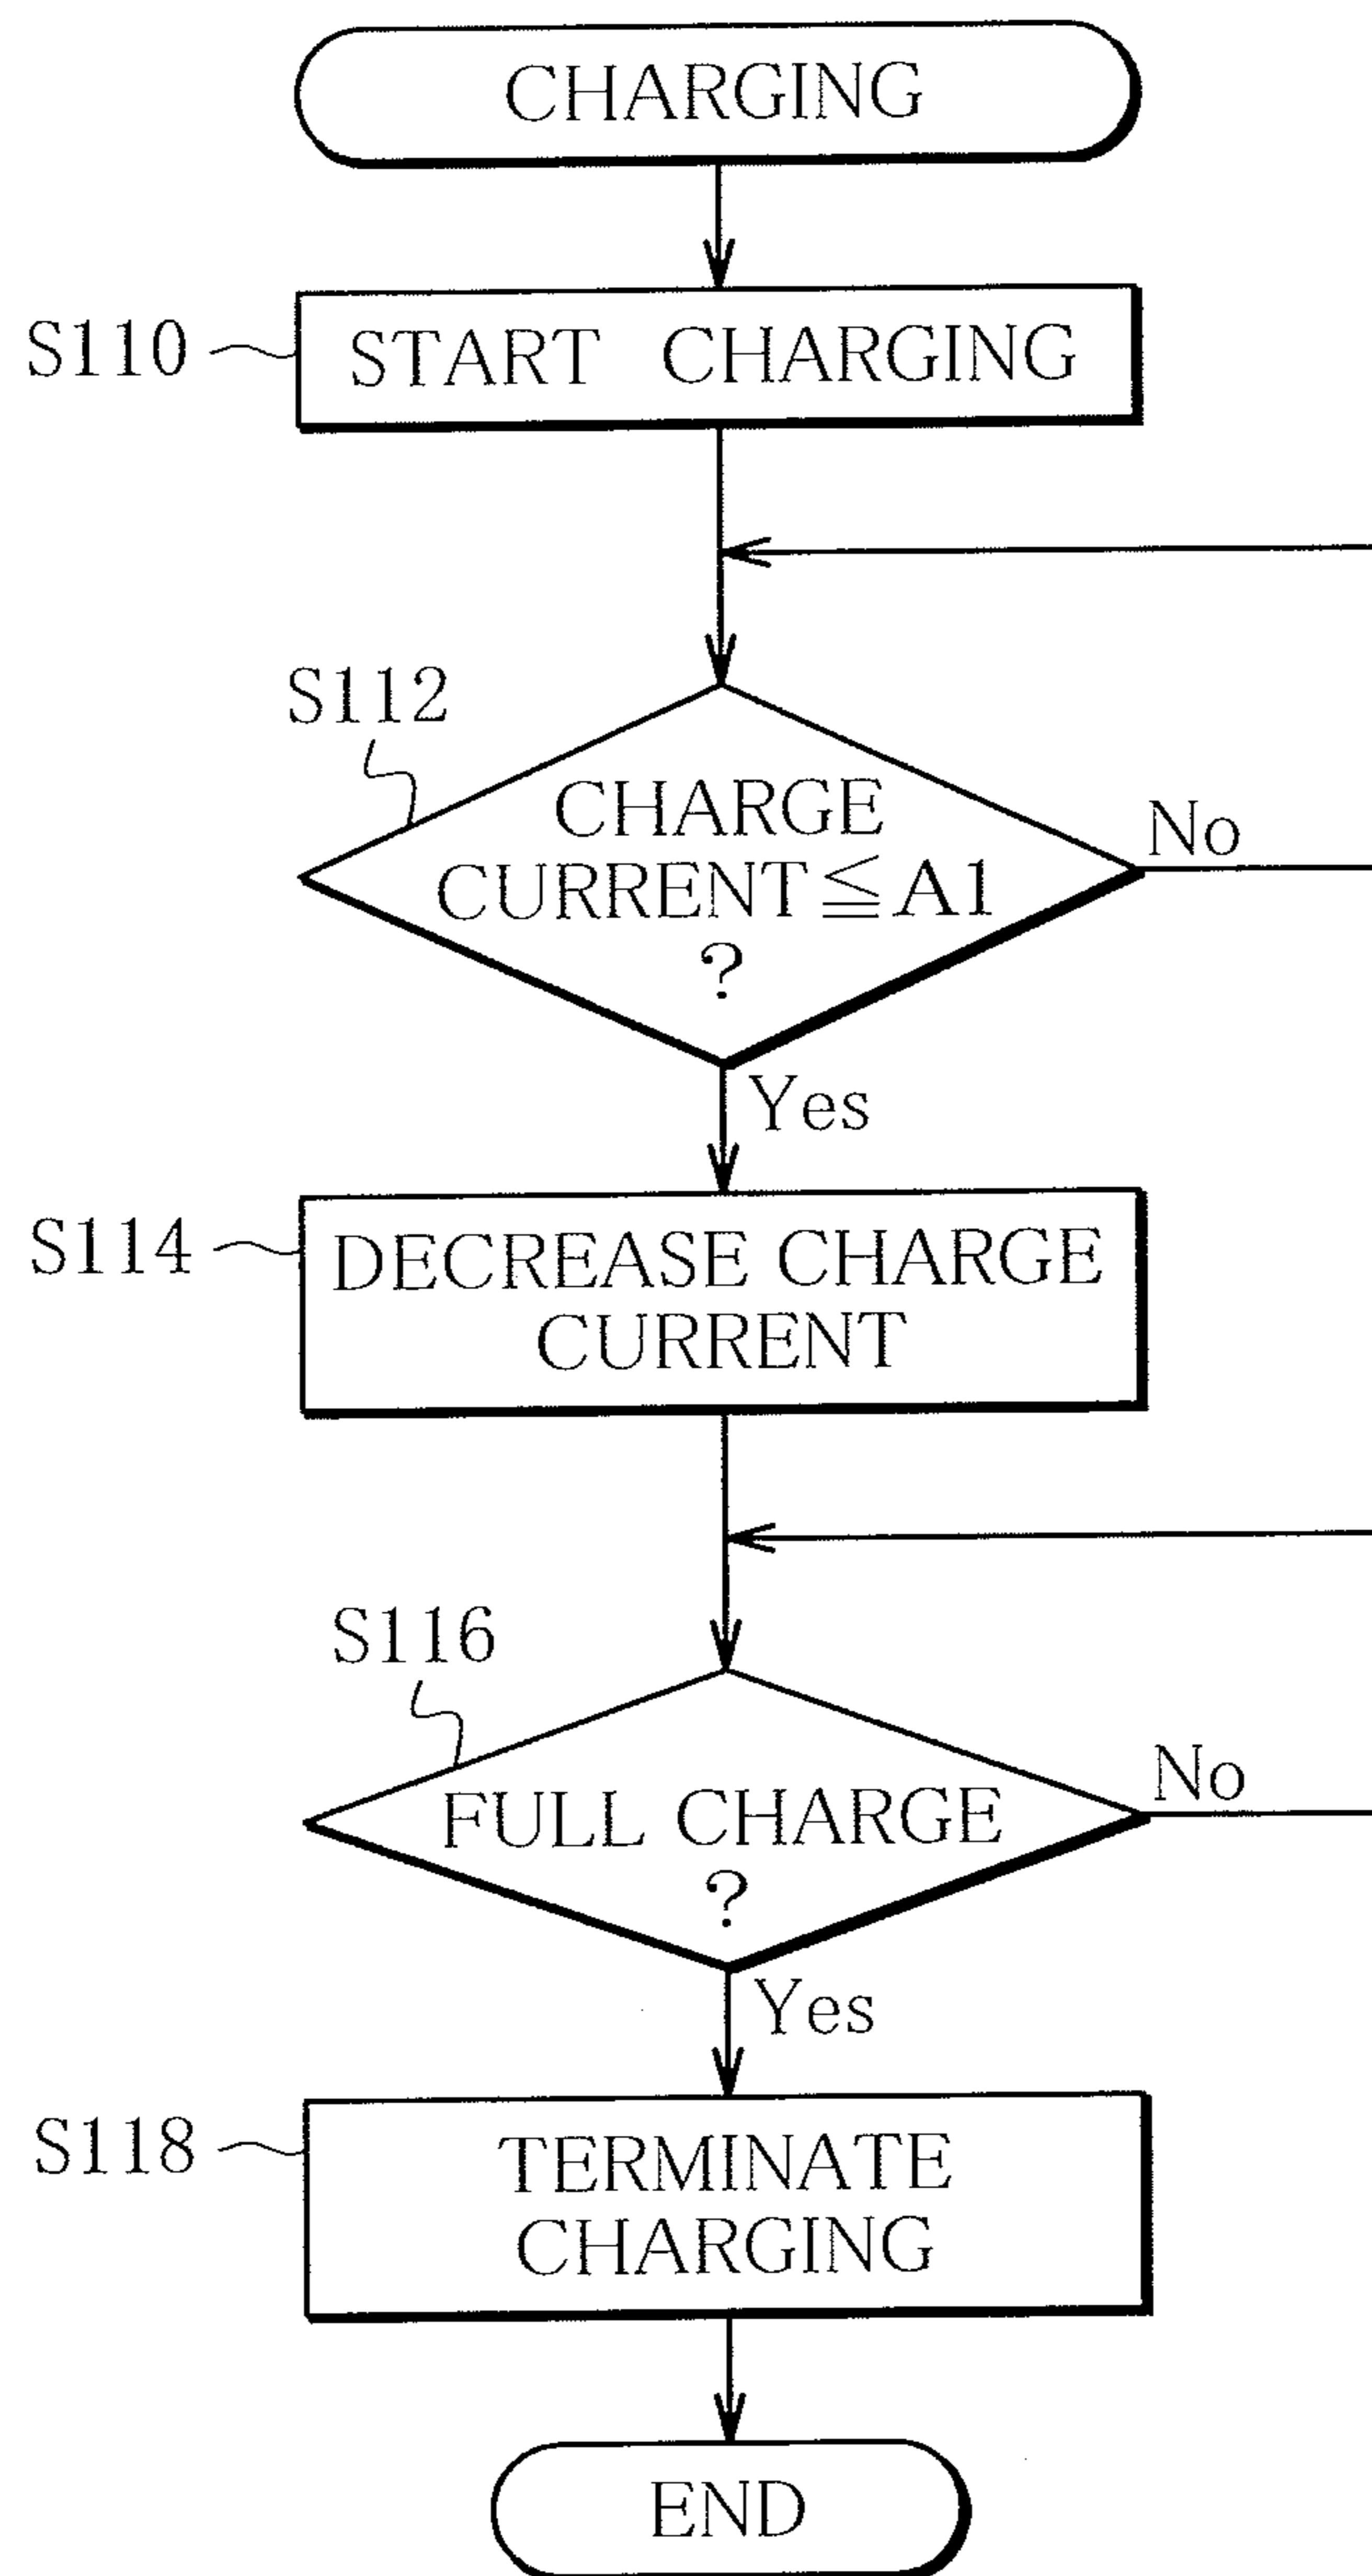 CHARGING
S110
START CHARGING
S112
CHARGE
CURRENT≦A1
?
No
Yes
S114
DECREASE CHARGE
CURRENT
S116
FULL CHARGE
?
No
Yes
S118
TERMINATE
CHARGING
END